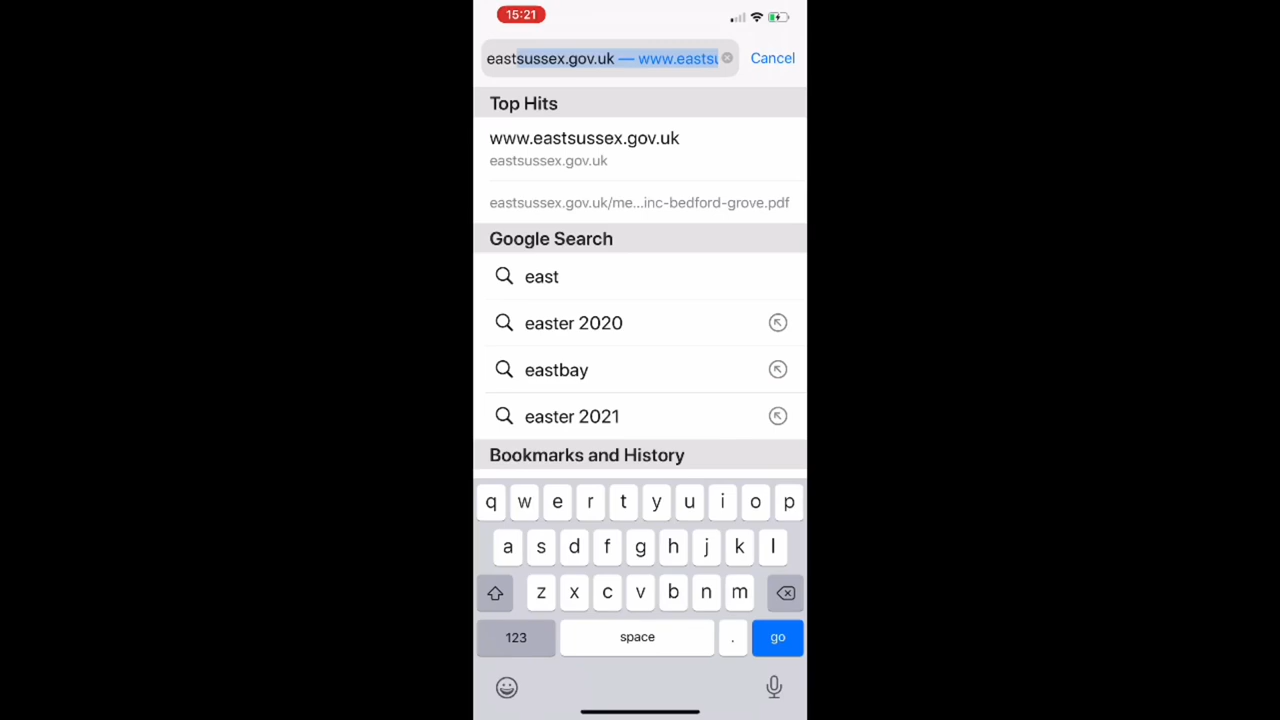 15:21
eastsussex.gov.uk — www.eastsu
Cancel
Top Hits
www.eastsussex.gov.uk
eastsussex.gov.uk
eastsussex.gov.uk/me...inc-bedford-grove.pdf
Google Search
east
easter 2020
eastbay
easter 2021
Bookmarks and History
q w e r t y u i o p
a s d f g h j k l
z x c v b n m
123 space . go